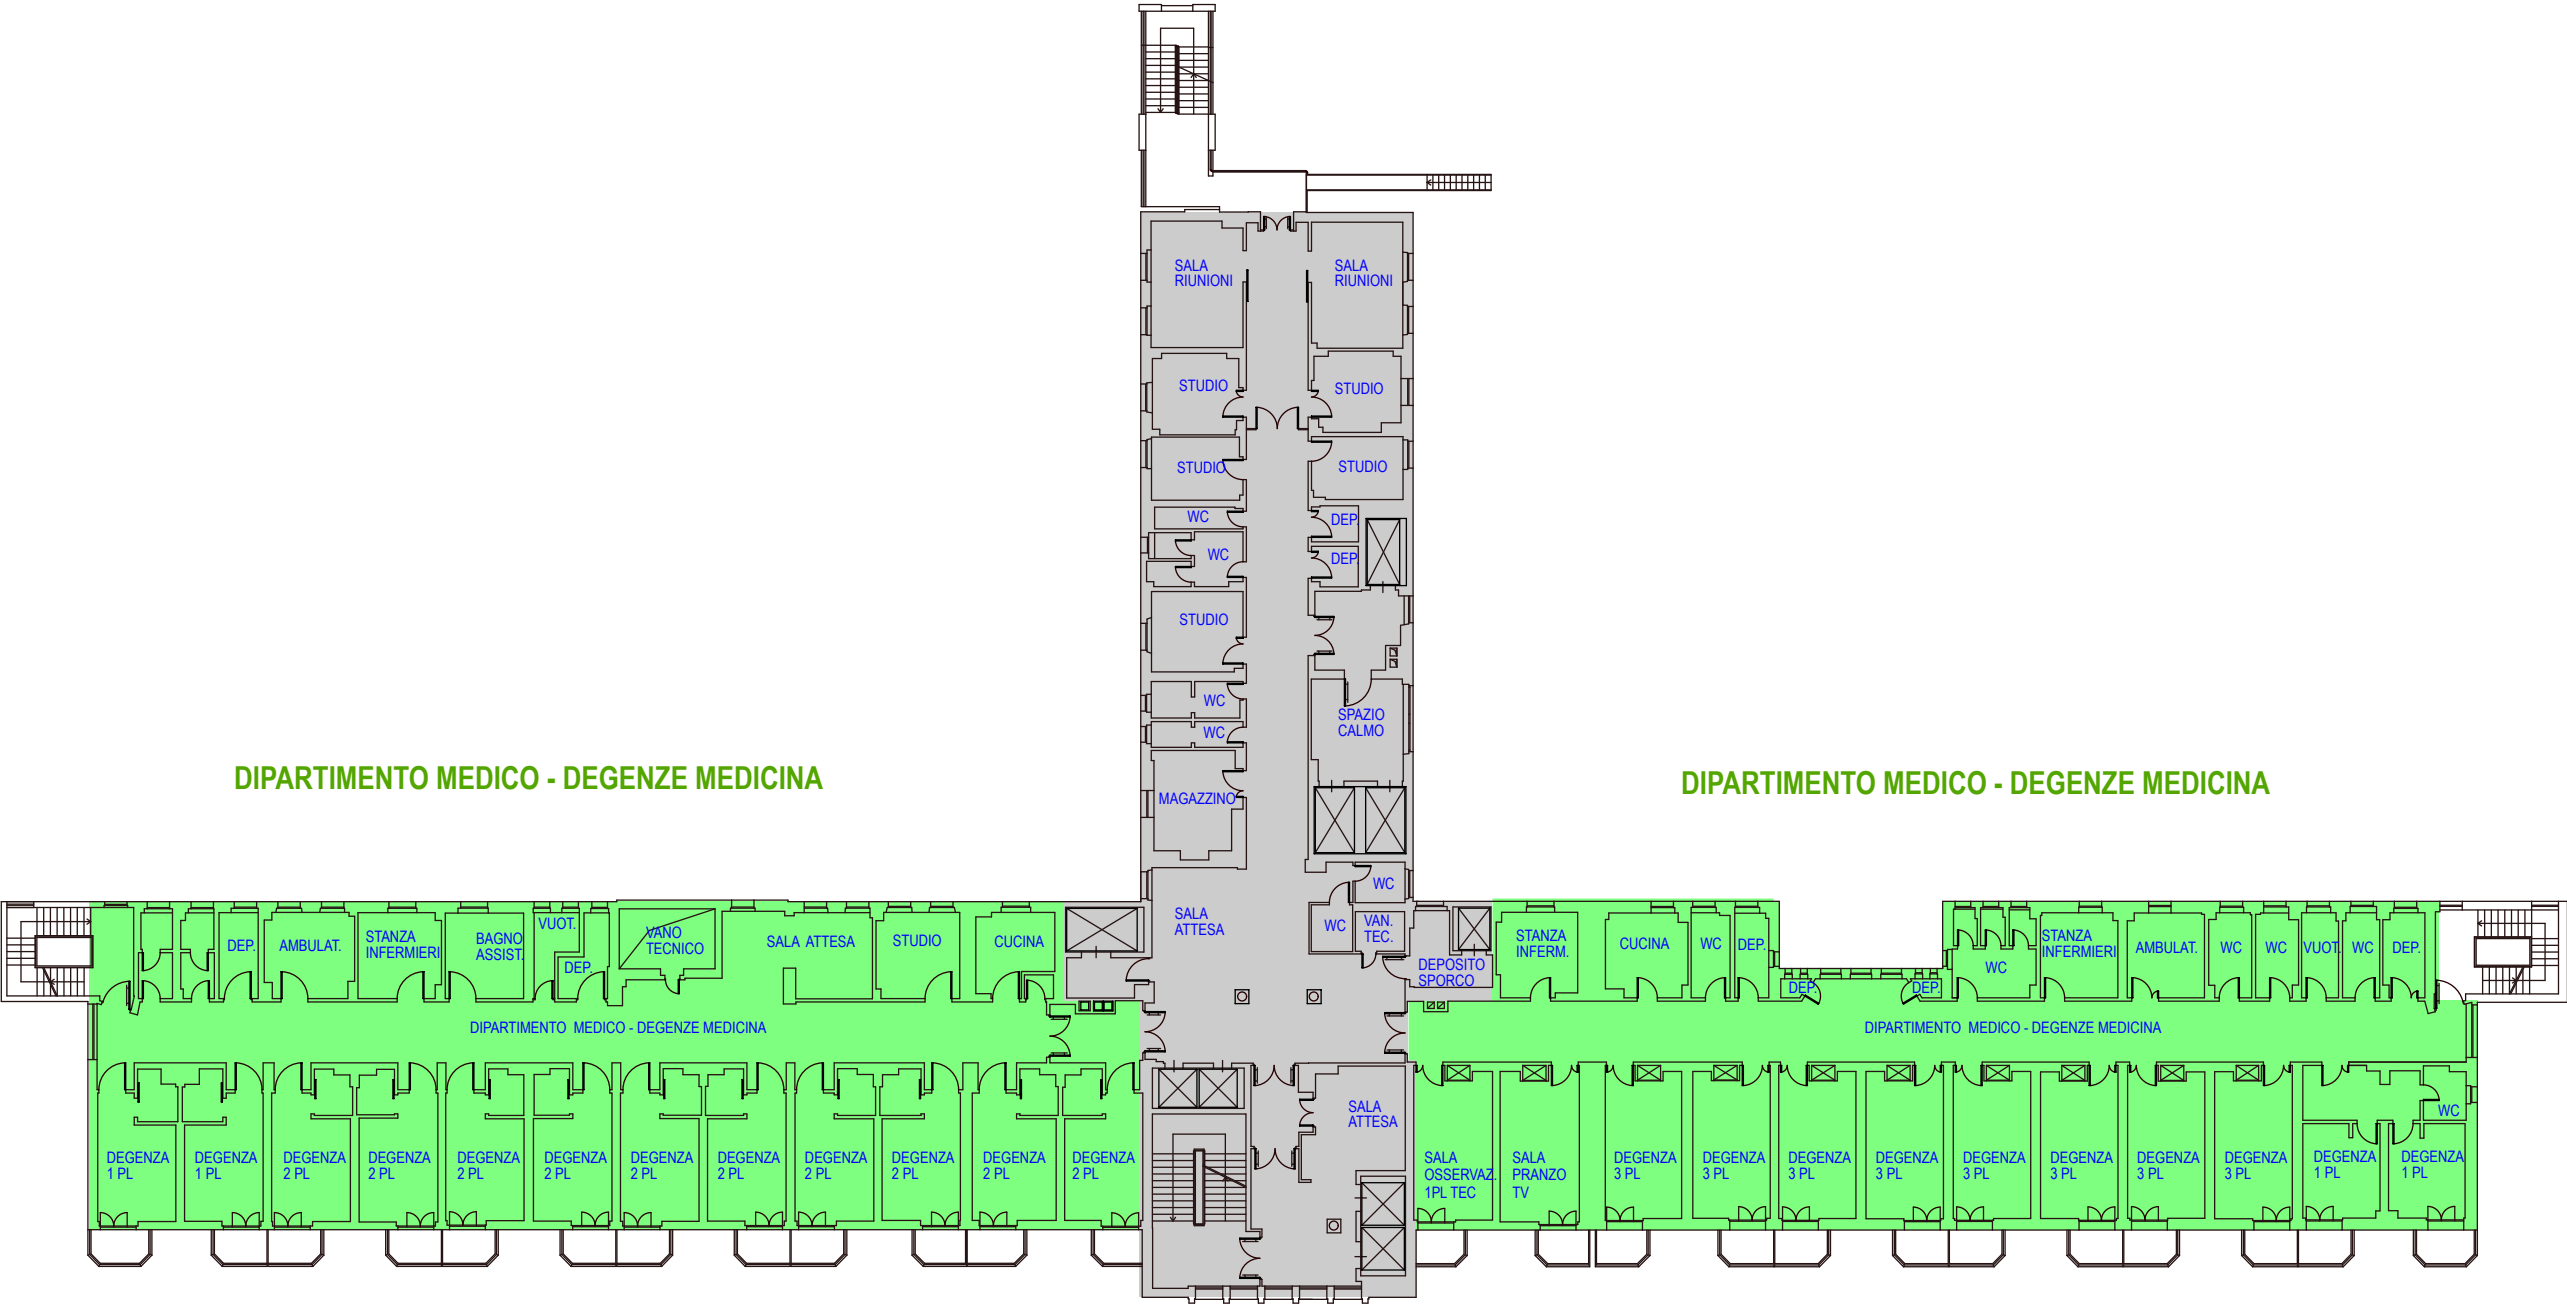 SALA
RIUNIONI
SALA
RIUNIONI
STUDIO
STUDIO
STUDIO
STUDIO
WC
DEP.
WC
DEP.
STUDIO
WC
SPAZIO
CALMO
WC
MAGAZZINO
DIPARTIMENTO MEDICO - DEGENZE MEDICINA
DIPARTIMENTO MEDICO - DEGENZE MEDICINA
DEP.
AMBULAT.
STANZA
INFERMIERI
BAGNO
ASSIST.
VUOT.
DEP.
VANO
TECNICO
SALA ATTESA
STUDIO
CUCINA
SALA
ATTESA
WC
WC
VAN.
TEC.
DEPOSITO
SPORCO
STANZA
INFERM.
CUCINA
WC
DEP.
DEP.
DEP.
WC
STANZA
INFERMIERI
AMBULAT.
WC
WC
VUOT.
WC
DEP.
DIPARTIMENTO MEDICO - DEGENZE MEDICINA
DIPARTIMENTO MEDICO - DEGENZE MEDICINA
DEGENZA
1 PL
DEGENZA
1 PL
DEGENZA
2 PL
DEGENZA
2 PL
DEGENZA
2 PL
DEGENZA
2 PL
DEGENZA
2 PL
DEGENZA
2 PL
DEGENZA
2 PL
DEGENZA
2 PL
DEGENZA
2 PL
DEGENZA
2 PL
SALA
ATTESA
SALA
OSSERVAZ.
1PL TEC
SALA
PRANZO
TV
DEGENZA
3 PL
DEGENZA
3 PL
DEGENZA
3 PL
DEGENZA
3 PL
DEGENZA
3 PL
DEGENZA
3 PL
DEGENZA
3 PL
DEGENZA
3 PL
DEGENZA
1 PL
WC
DEGENZA
1 PL